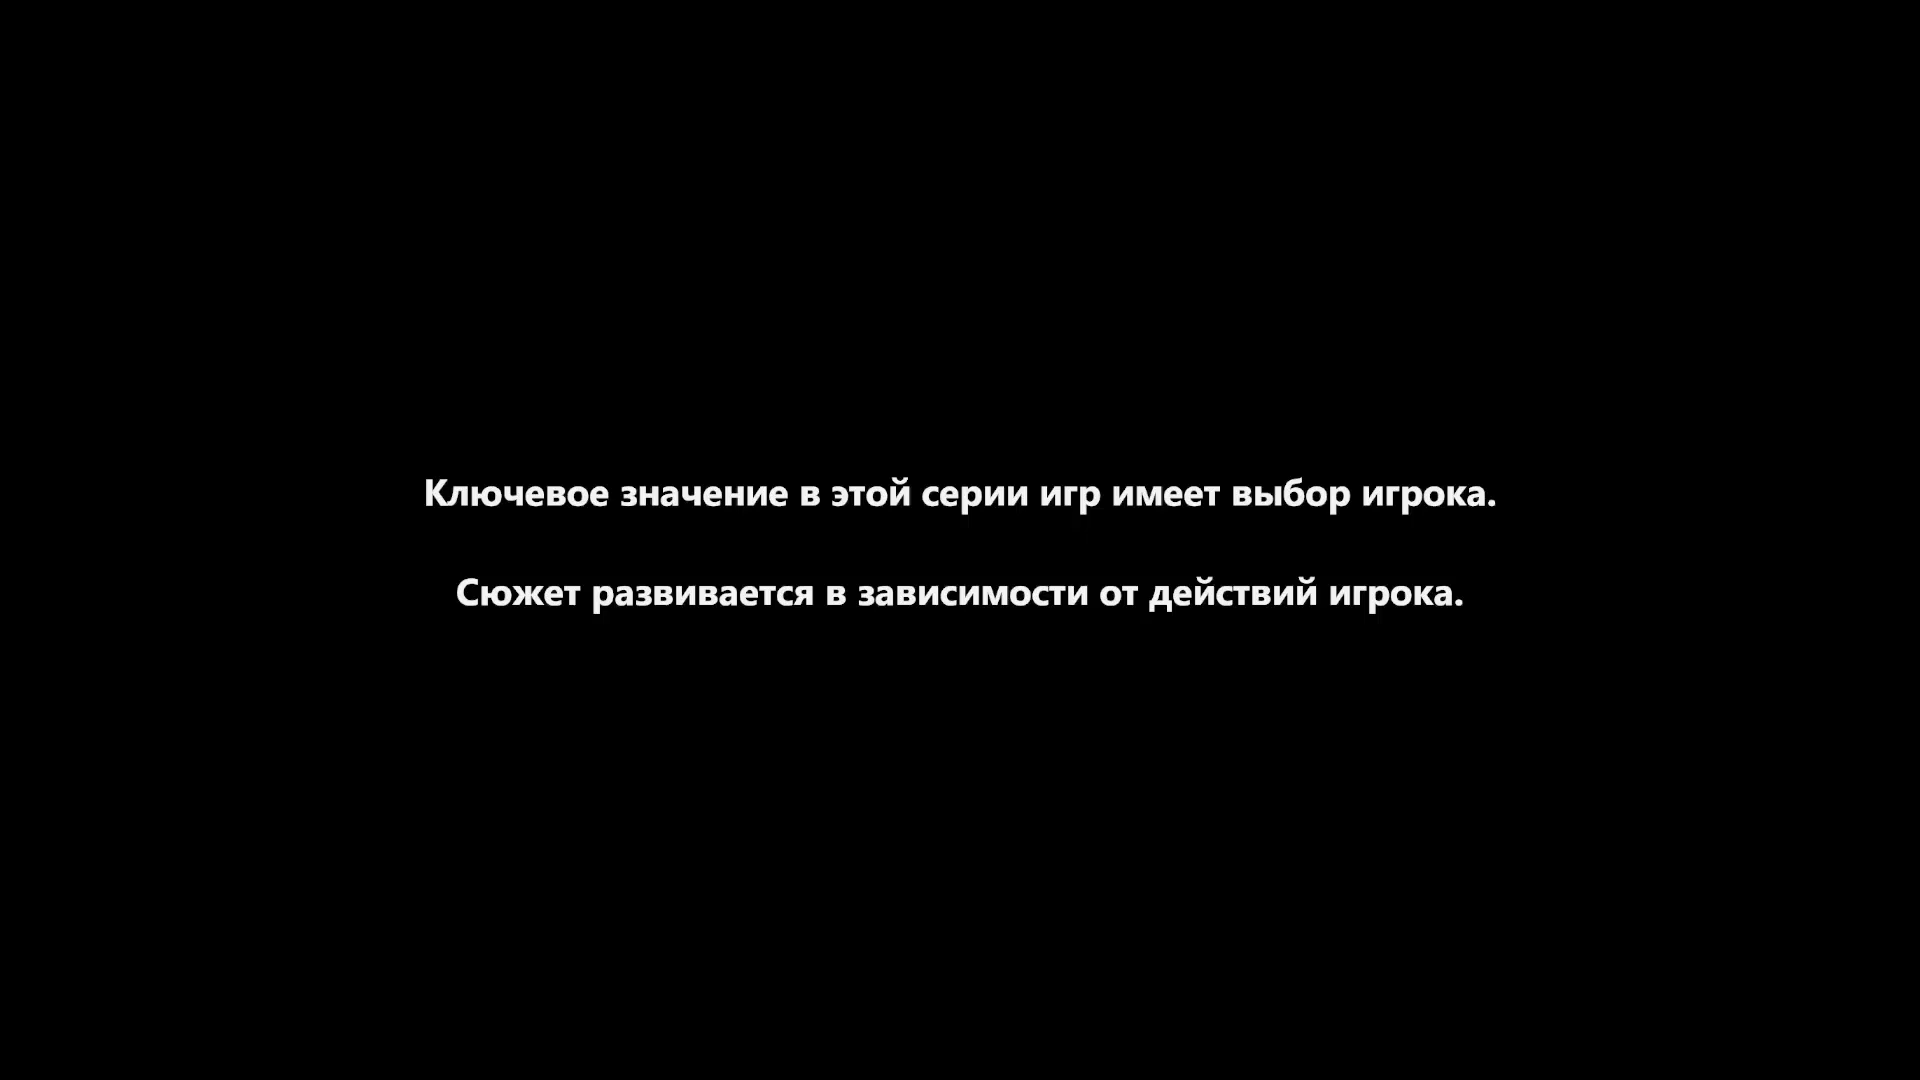 Ключевое значение в этой серии игр имеет выбор игрока.
Сюжет развивается в зависимости от действий игрока.